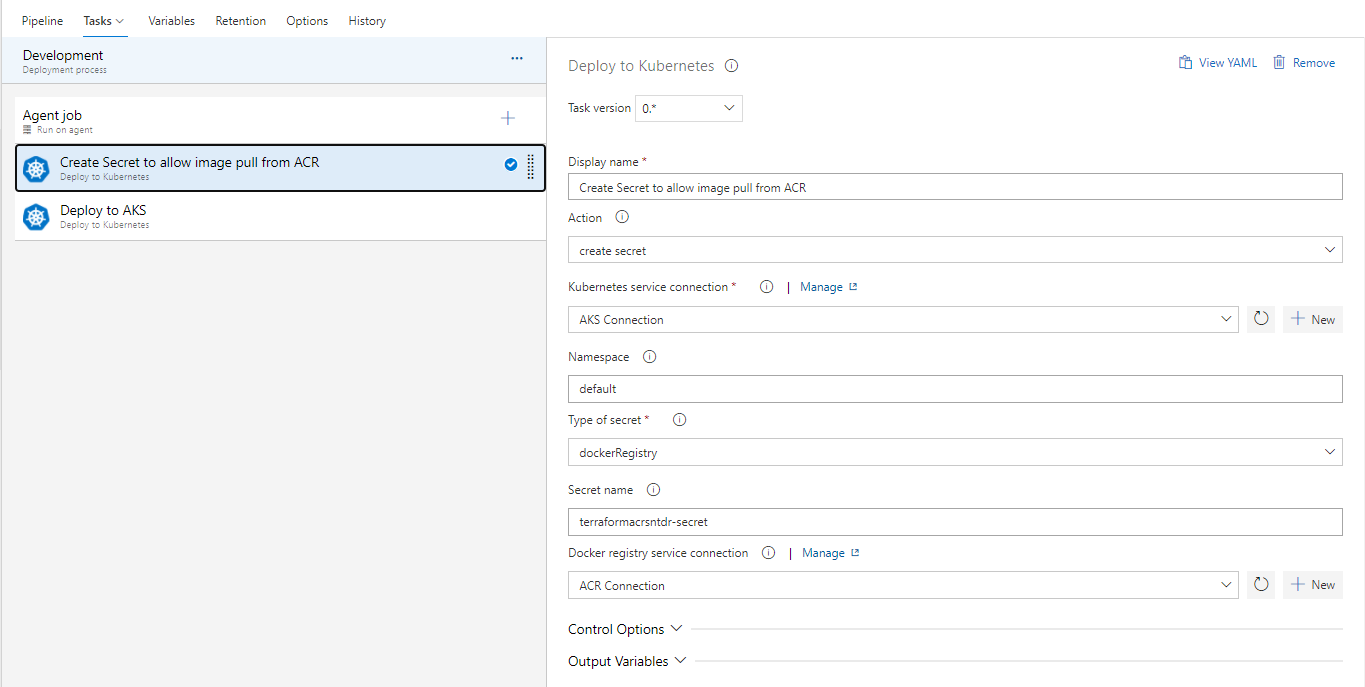 Pipeline Tasks Variables Retention Options History
Development
Deployment process
Agent job
Run on agent
Create Secret to allow image pull from ACR
Deploy to Kubernetes
Deploy to AKS
Deploy to Kubernetes
Deploy to Kubernetes
View YAML Remove
Task version 0.*
Display name *
Create Secret to allow image pull from ACR
Action
create secret
Kubernetes service connection * | Manage
AKS Connection
New
Namespace
default
Type of secret *
dockerRegistry
Secret name
terraformacrsntdr-secret
Docker registry service connection | Manage
ACR Connection
New
Control Options
Output Variables